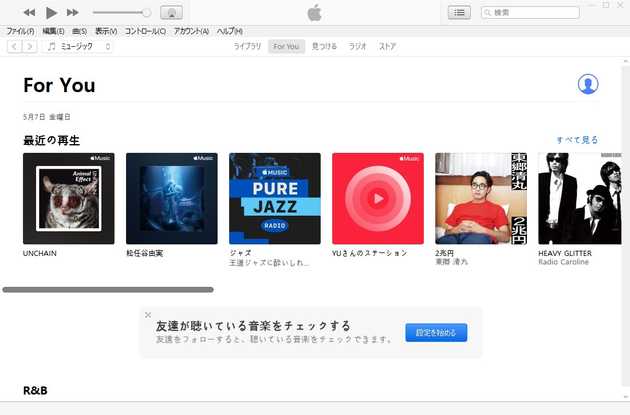 検索
ファイル(F) 編集(E) 曲(S) 表示(V) コントロール(C) アカウント(A) ヘルプ(H)
ミュージック ライブラリ For You 見つける ラジオ ストア
For You
5月7日 金曜日
最近の再生 すべて見る
Animal Effect
MUSIC
MUSIC
PURE
JAZZ
RADIO
MUSIC
東郷清丸
2兆円
UNCHAIN 松任谷由実 ジャズ YUさんのステーション 2兆円 HEAVY GLITTER
王道ジャズに酔いしれ... 東郷 清丸 Radio Caroline
友達が聴いている音楽をチェックする
友達をフォローすると、聴いている音楽をチェックできます。
設定を始める
R&B